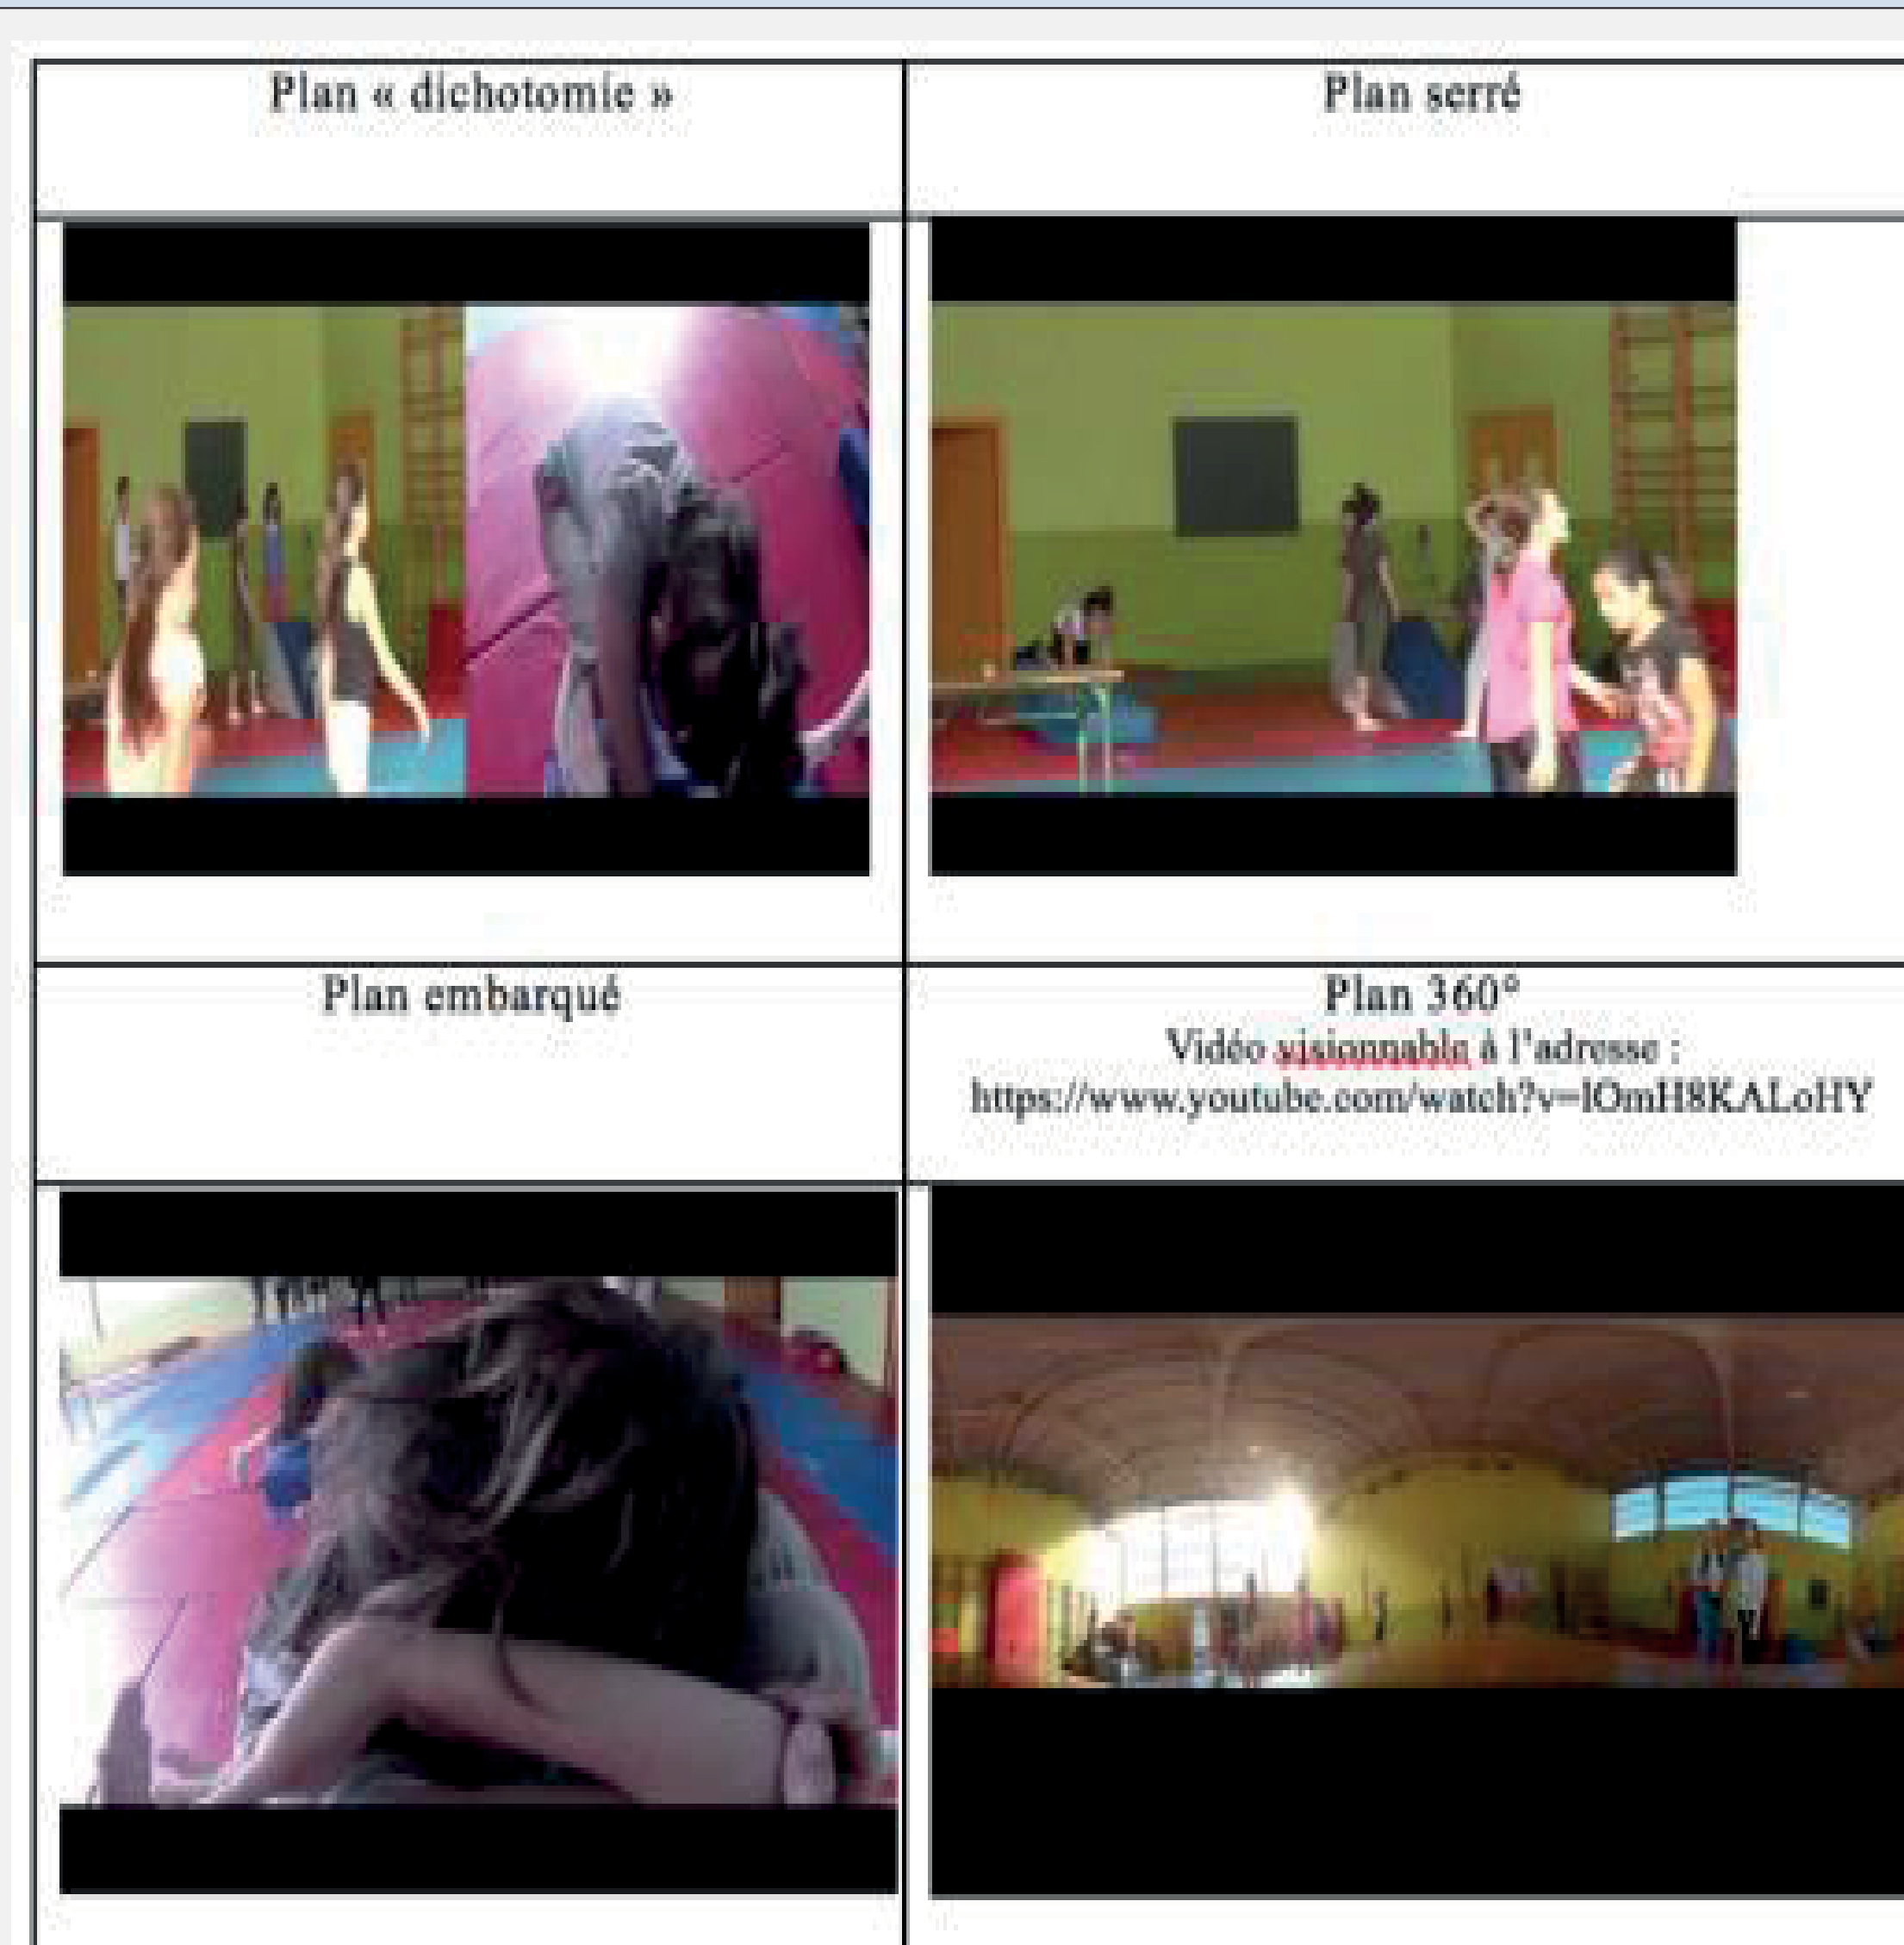 Plan « dichotomie »
Plan serré
Plan embarqué
Plan 360°
Vidéo visionnable à l'adresse :
https://www.youtube.com/watch?v=lOmH8KALoHY